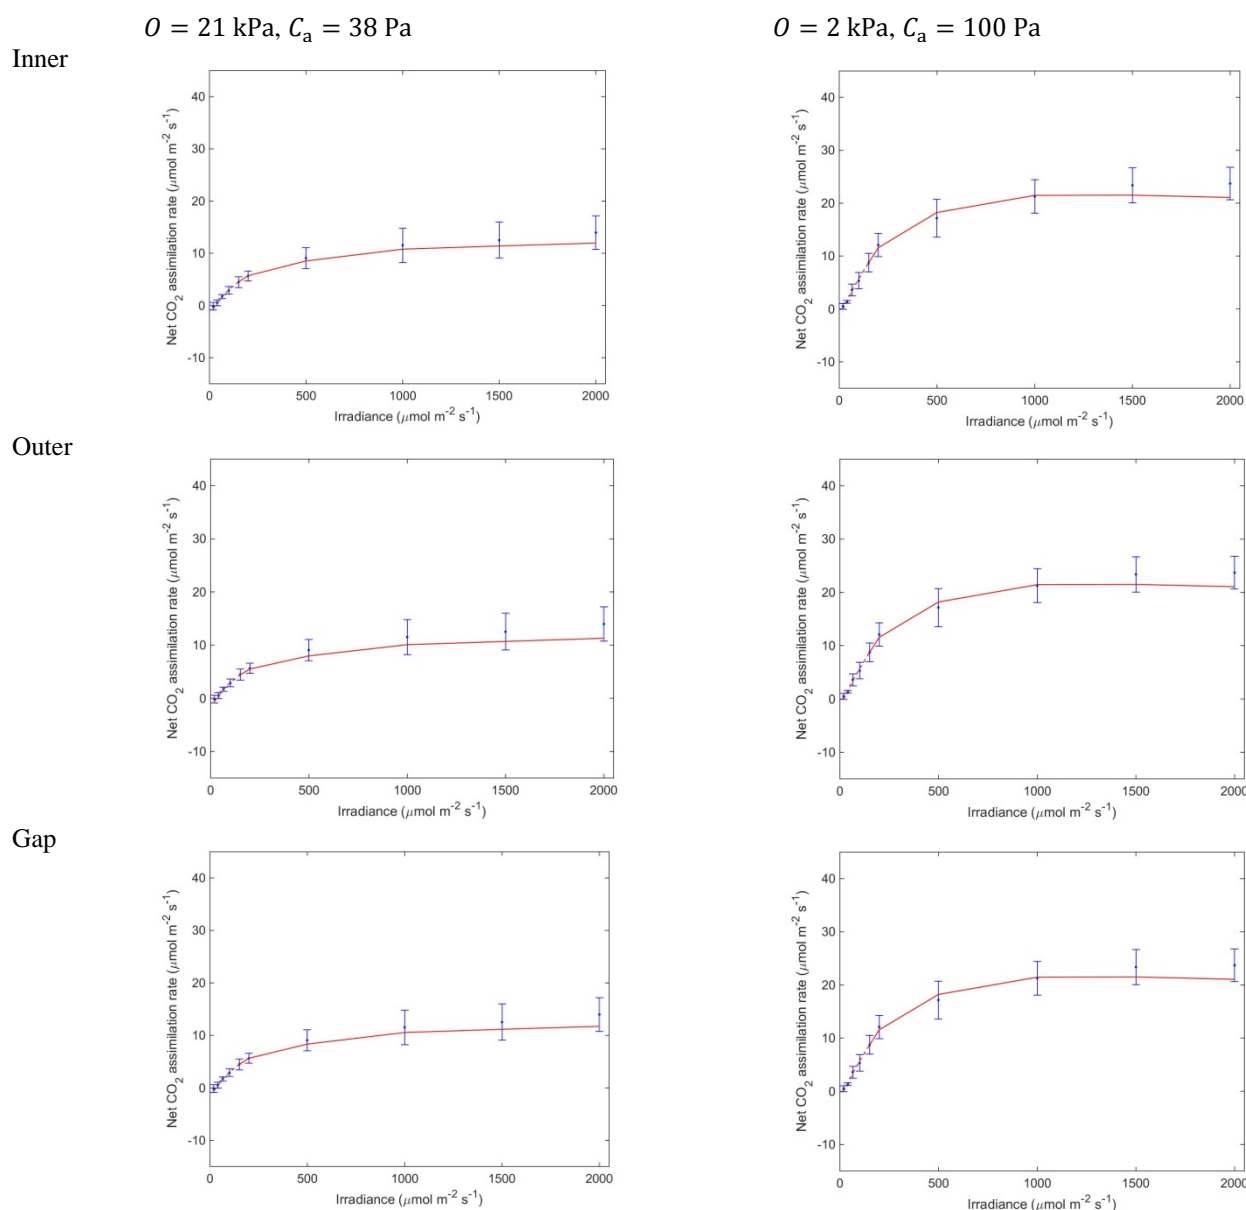 O = 21 kPa, Cₐ = 38 Pa
O = 2 kPa, Cₐ = 100 Pa
Inner
Net CO₂ assimilation rate (μmol m⁻² s⁻¹)
40
30
20
10
0
-10
0 500 1000 1500 2000
Irradiance (μmol m⁻² s⁻¹)
Net CO₂ assimilation rate (μmol m⁻² s⁻¹)
40
30
20
10
0
-10
0 500 1000 1500 2000
Irradiance (μmol m⁻² s⁻¹)
Outer
Net CO₂ assimilation rate (μmol m⁻² s⁻¹)
40
30
20
10
0
-10
0 500 1000 1500 2000
Irradiance (μmol m⁻² s⁻¹)
Net CO₂ assimilation rate (μmol m⁻² s⁻¹)
40
30
20
10
0
-10
0 500 1000 1500 2000
Irradiance (μmol m⁻² s⁻¹)
Gap
Net CO₂ assimilation rate (μmol m⁻² s⁻¹)
40
30
20
10
0
-10
0 500 1000 1500 2000
Irradiance (μmol m⁻² s⁻¹)
Net CO₂ assimilation rate (μmol m⁻² s⁻¹)
40
30
20
10
0
-10
0 500 1000 1500 2000
Irradiance (μmol m⁻² s⁻¹)